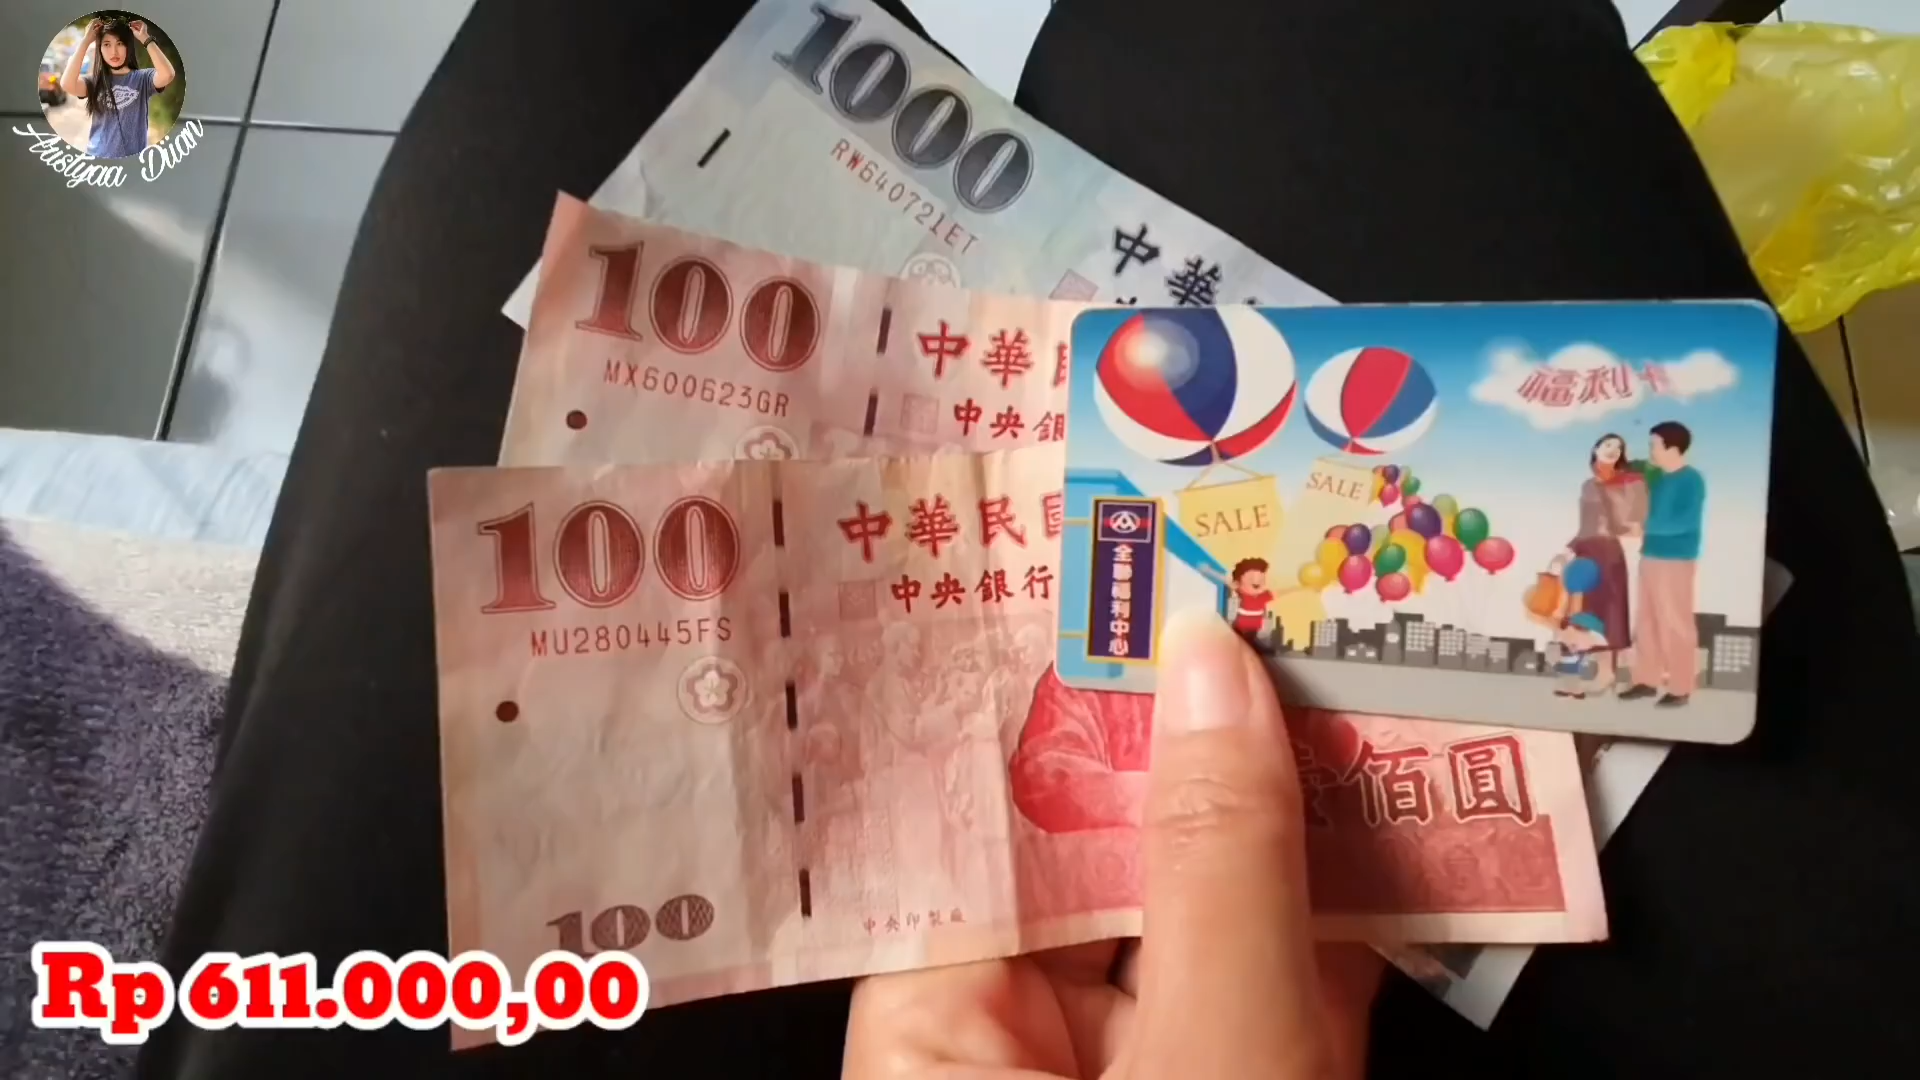 Aristyaa Diian
1000
RW640721ET
中華
100
MX600623GR
中華民
中央銀
100
MU280445FS
中華民國
中央銀行
福利卡
SALE
SALE
全聯福利中心
壹佰圓
100
中央印製廠
Rp 611.000,00